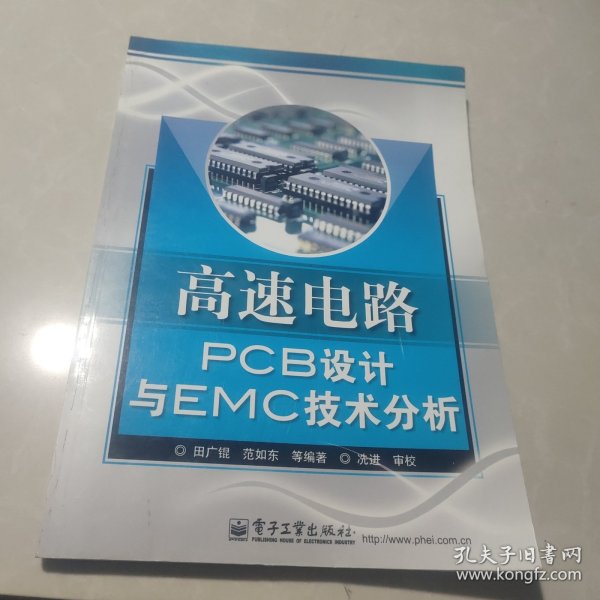 高速电路
PCB设计
与EMC技术分析
◎ 田广锟 范如东 等编著 ◎ 冼进 审校
電子工業出版社
PUBLISHING HOUSE OF ELECTRONICS INDUSTRY
http://www.phei.com.cn
孔夫子旧書网
www.kongfz.com